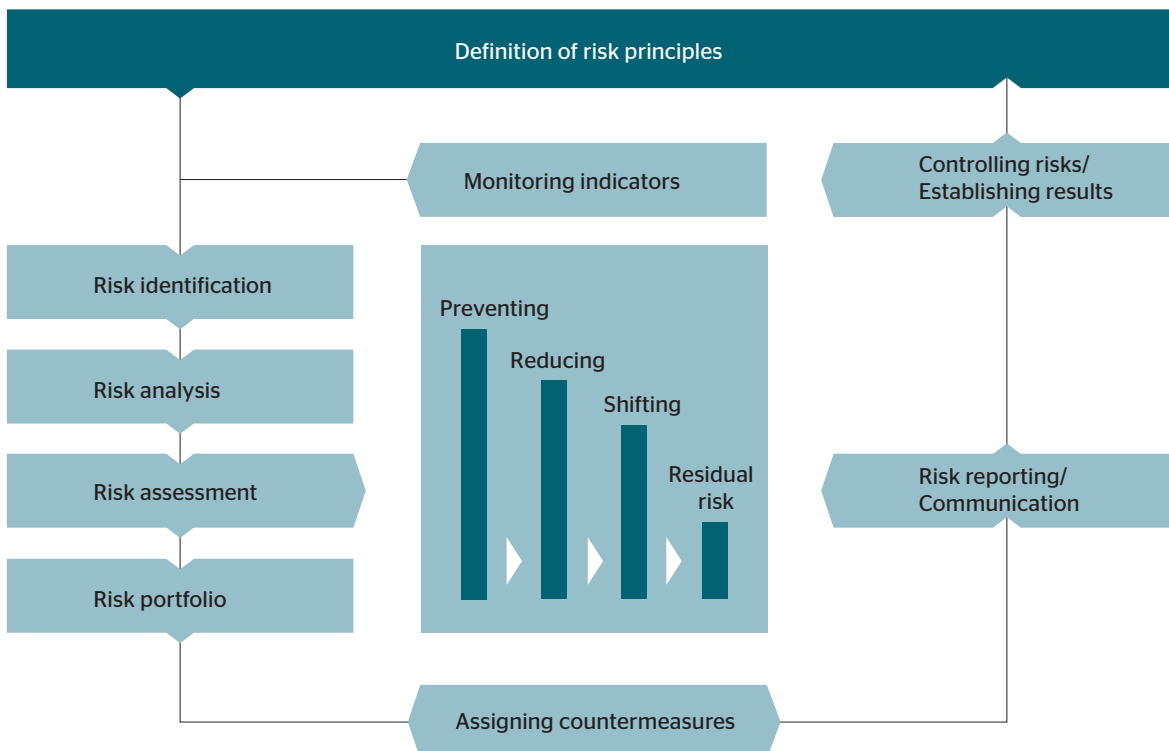 Definition of risk principles
Monitoring indicators
Controlling risks/
Establishing results
Risk identification
Risk analysis
Risk assessment
Risk portfolio
Preventing
Reducing
Shifting
Residual
risk
Risk reporting/
Communication
Assigning countermeasures